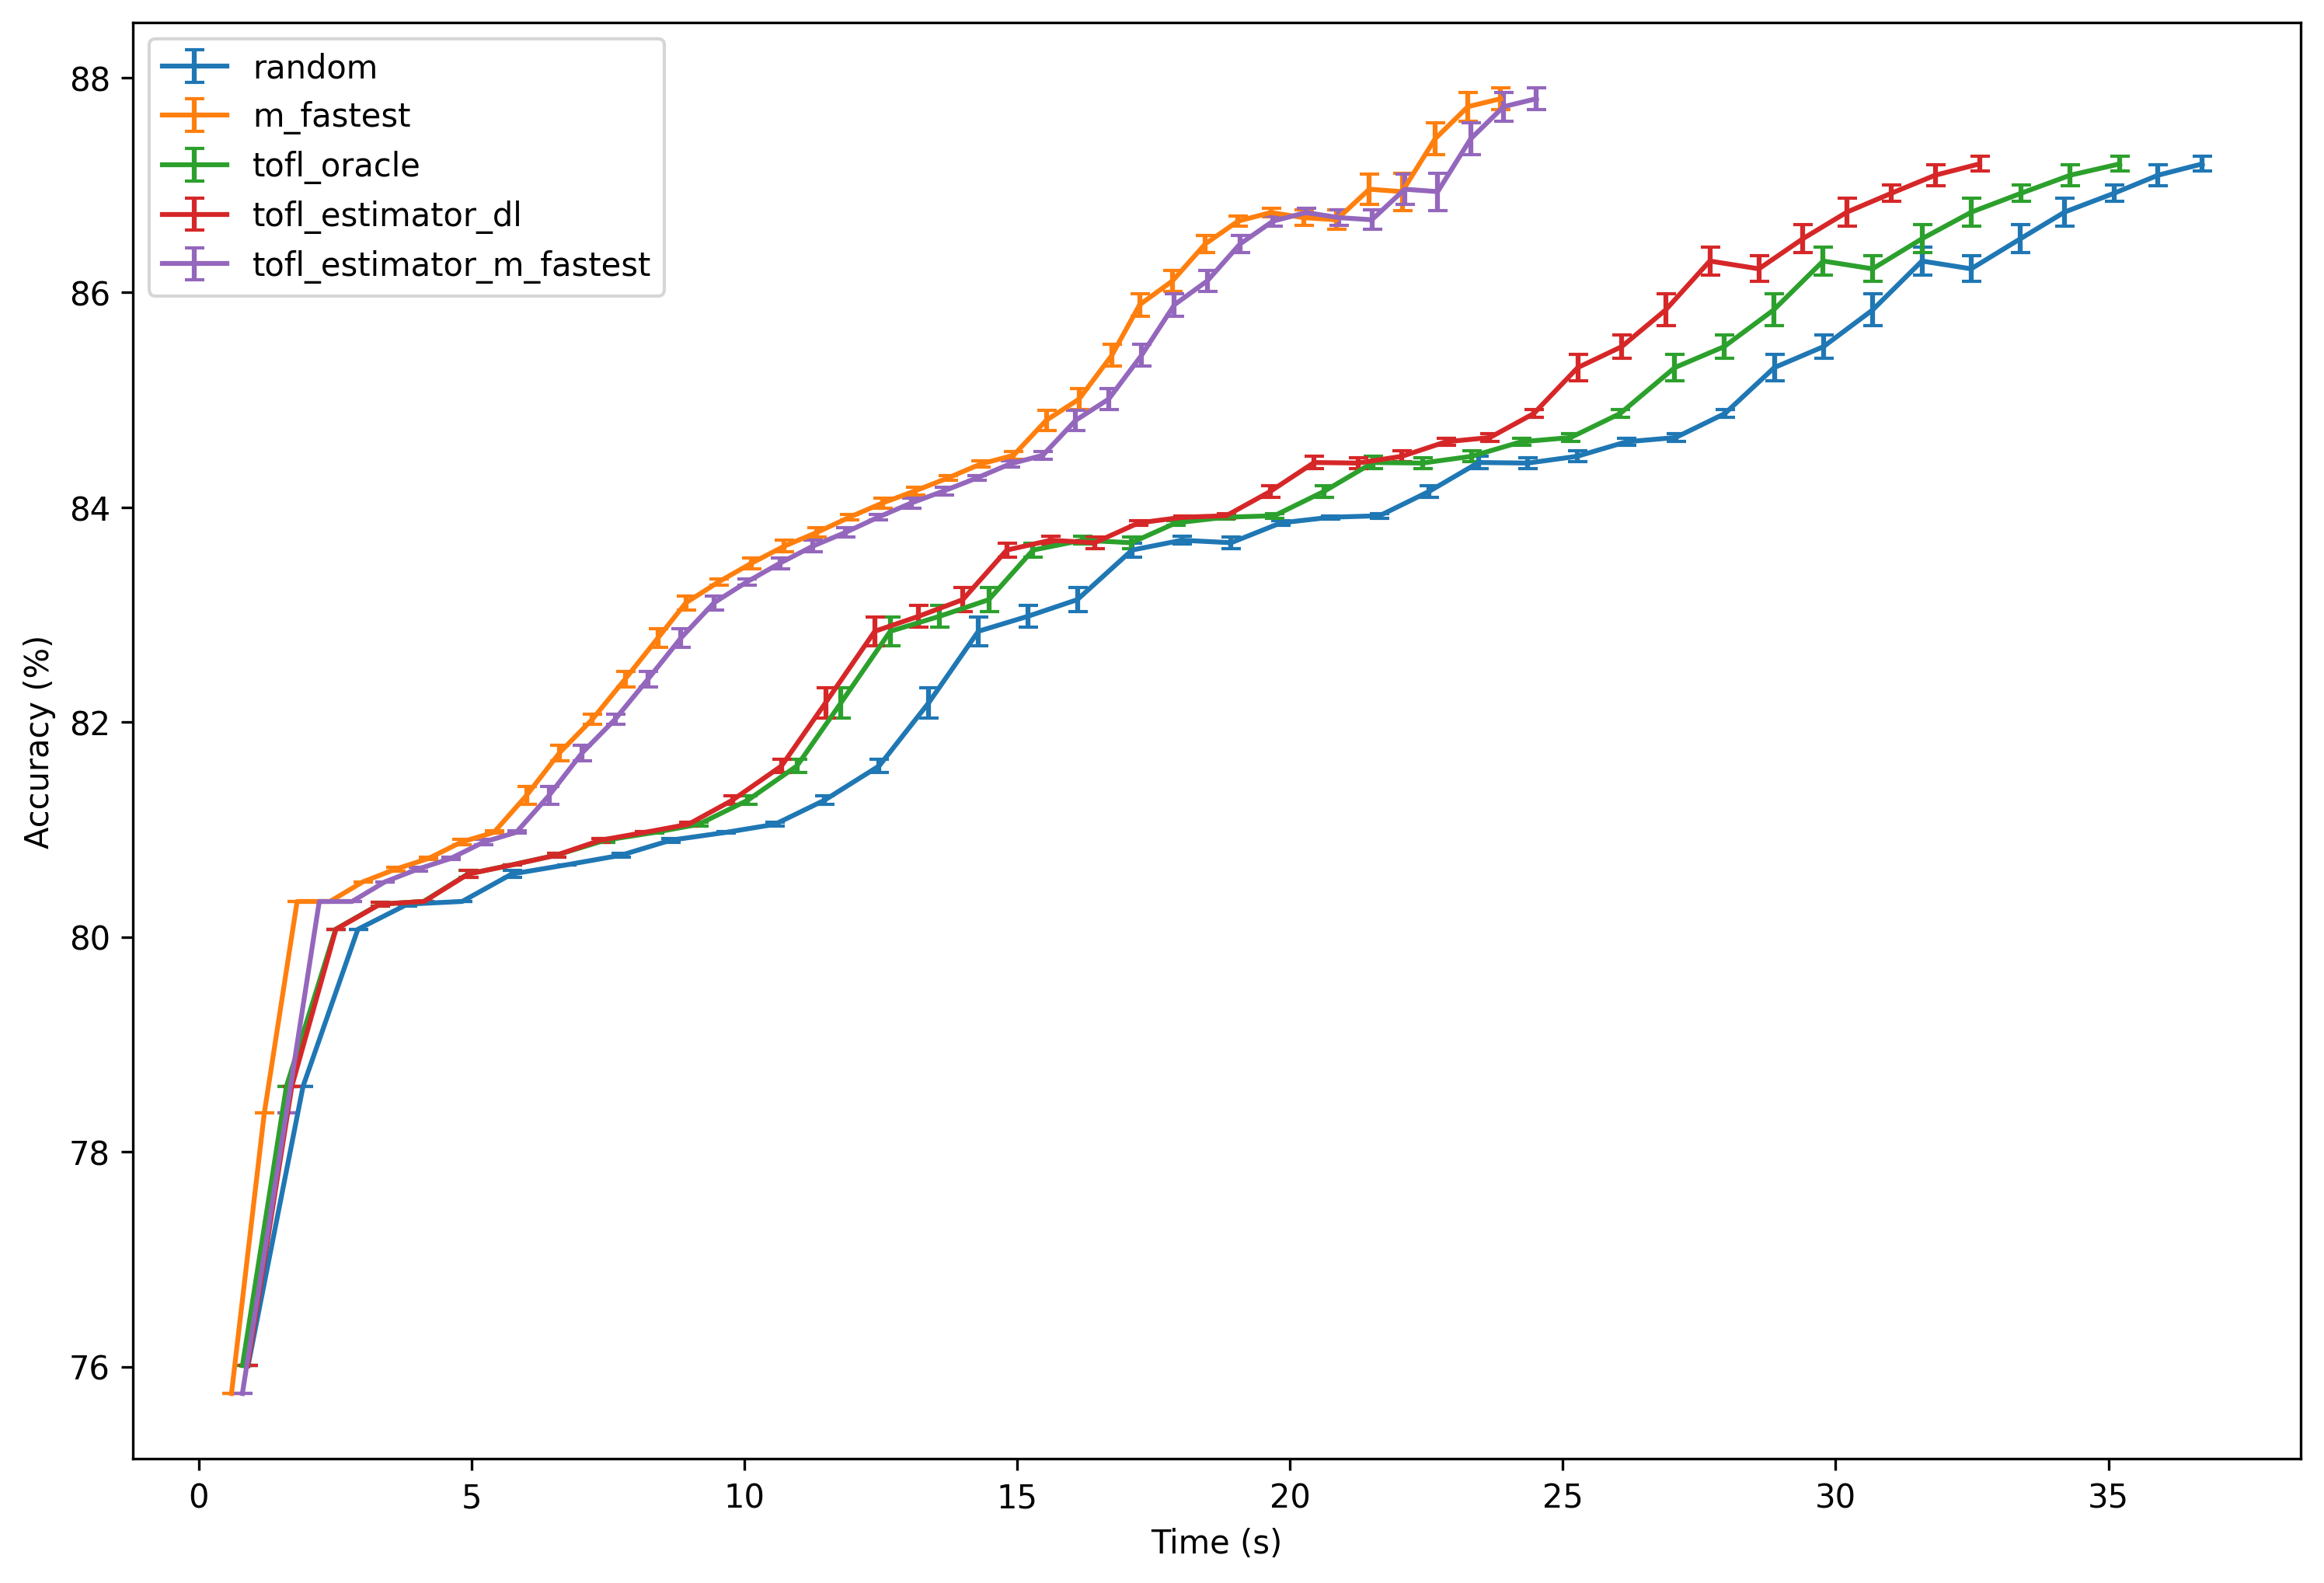 random
m_fastest
tofl_oracle
tofl_estimator_dl
tofl_estimator_m_fastest
88
86
84
82
80
78
76
Accuracy (%)
0 5 10 15 20 25 30 35
Time (s)